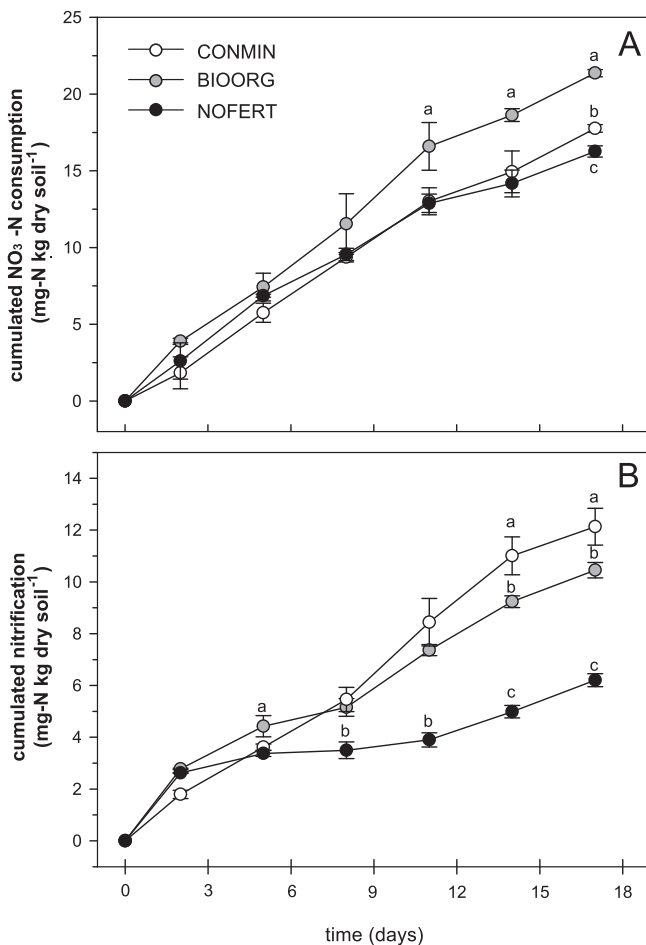 25
20
15
10
5
0
cumulated NO₃ -N consumption
(mg-N kg dry soil⁻¹)
CONMIN
BIOORG
NOFERT
A
a
a
a
b
c
14
12
10
8
6
4
2
0
cumulated nitrification
(mg-N kg dry soil⁻¹)
B
a
b
b
a
b
c
a
b
c
0 3 6 9 12 15 18
time (days)